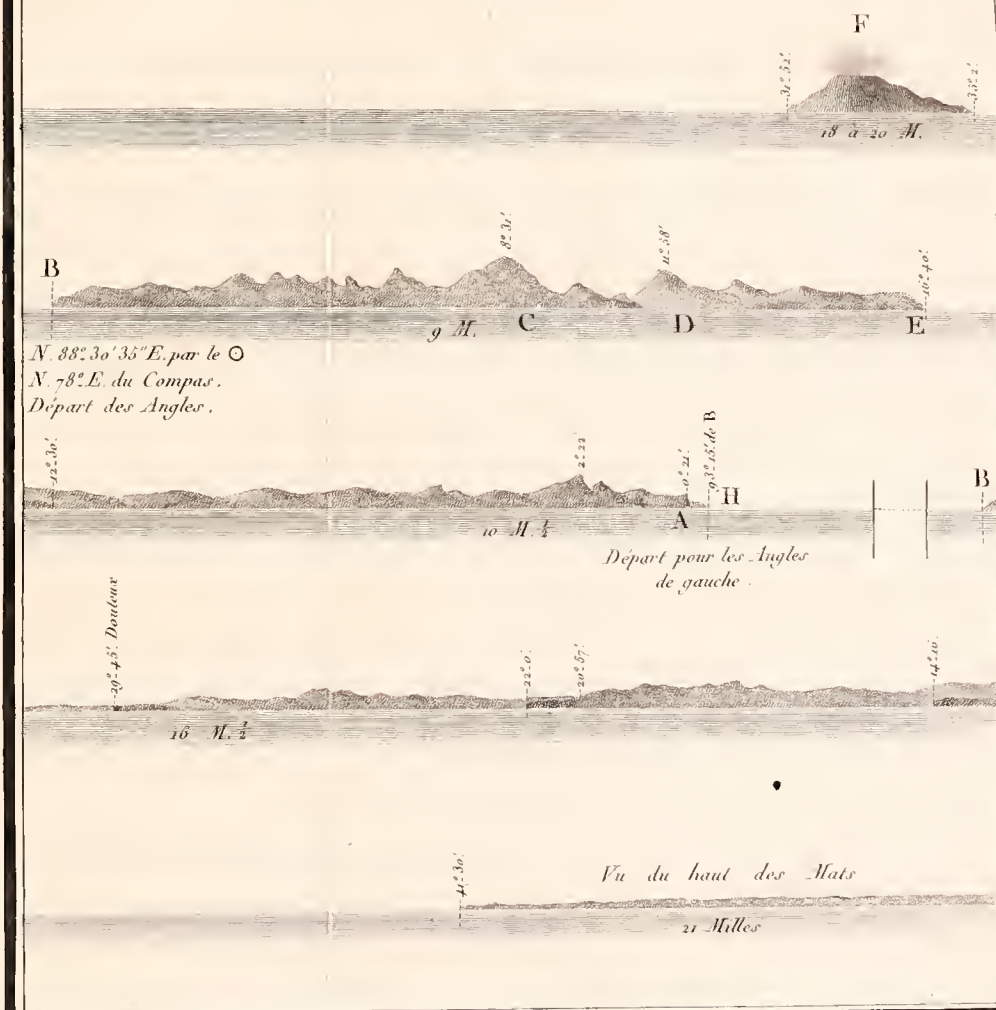 F
31°52'.
35°2'.
18 à 20 M.
B
8°31'.
11°58'
16°40'.
9 M.
C
D
E
N. 88°30'35" E. par le ☉
N. 78° E. du Compas.
Départ des Angles.
12°30'.
2°22'
0°21'.
93°15' de B
B
H
A
10 M. ½
Départ pour les Angles
de gauche.
29°45'. Douteux
22°0'.
20°57'.
14°10'.
16 M. ½
41°30'.
Vu du haut des Mats
21 Milles